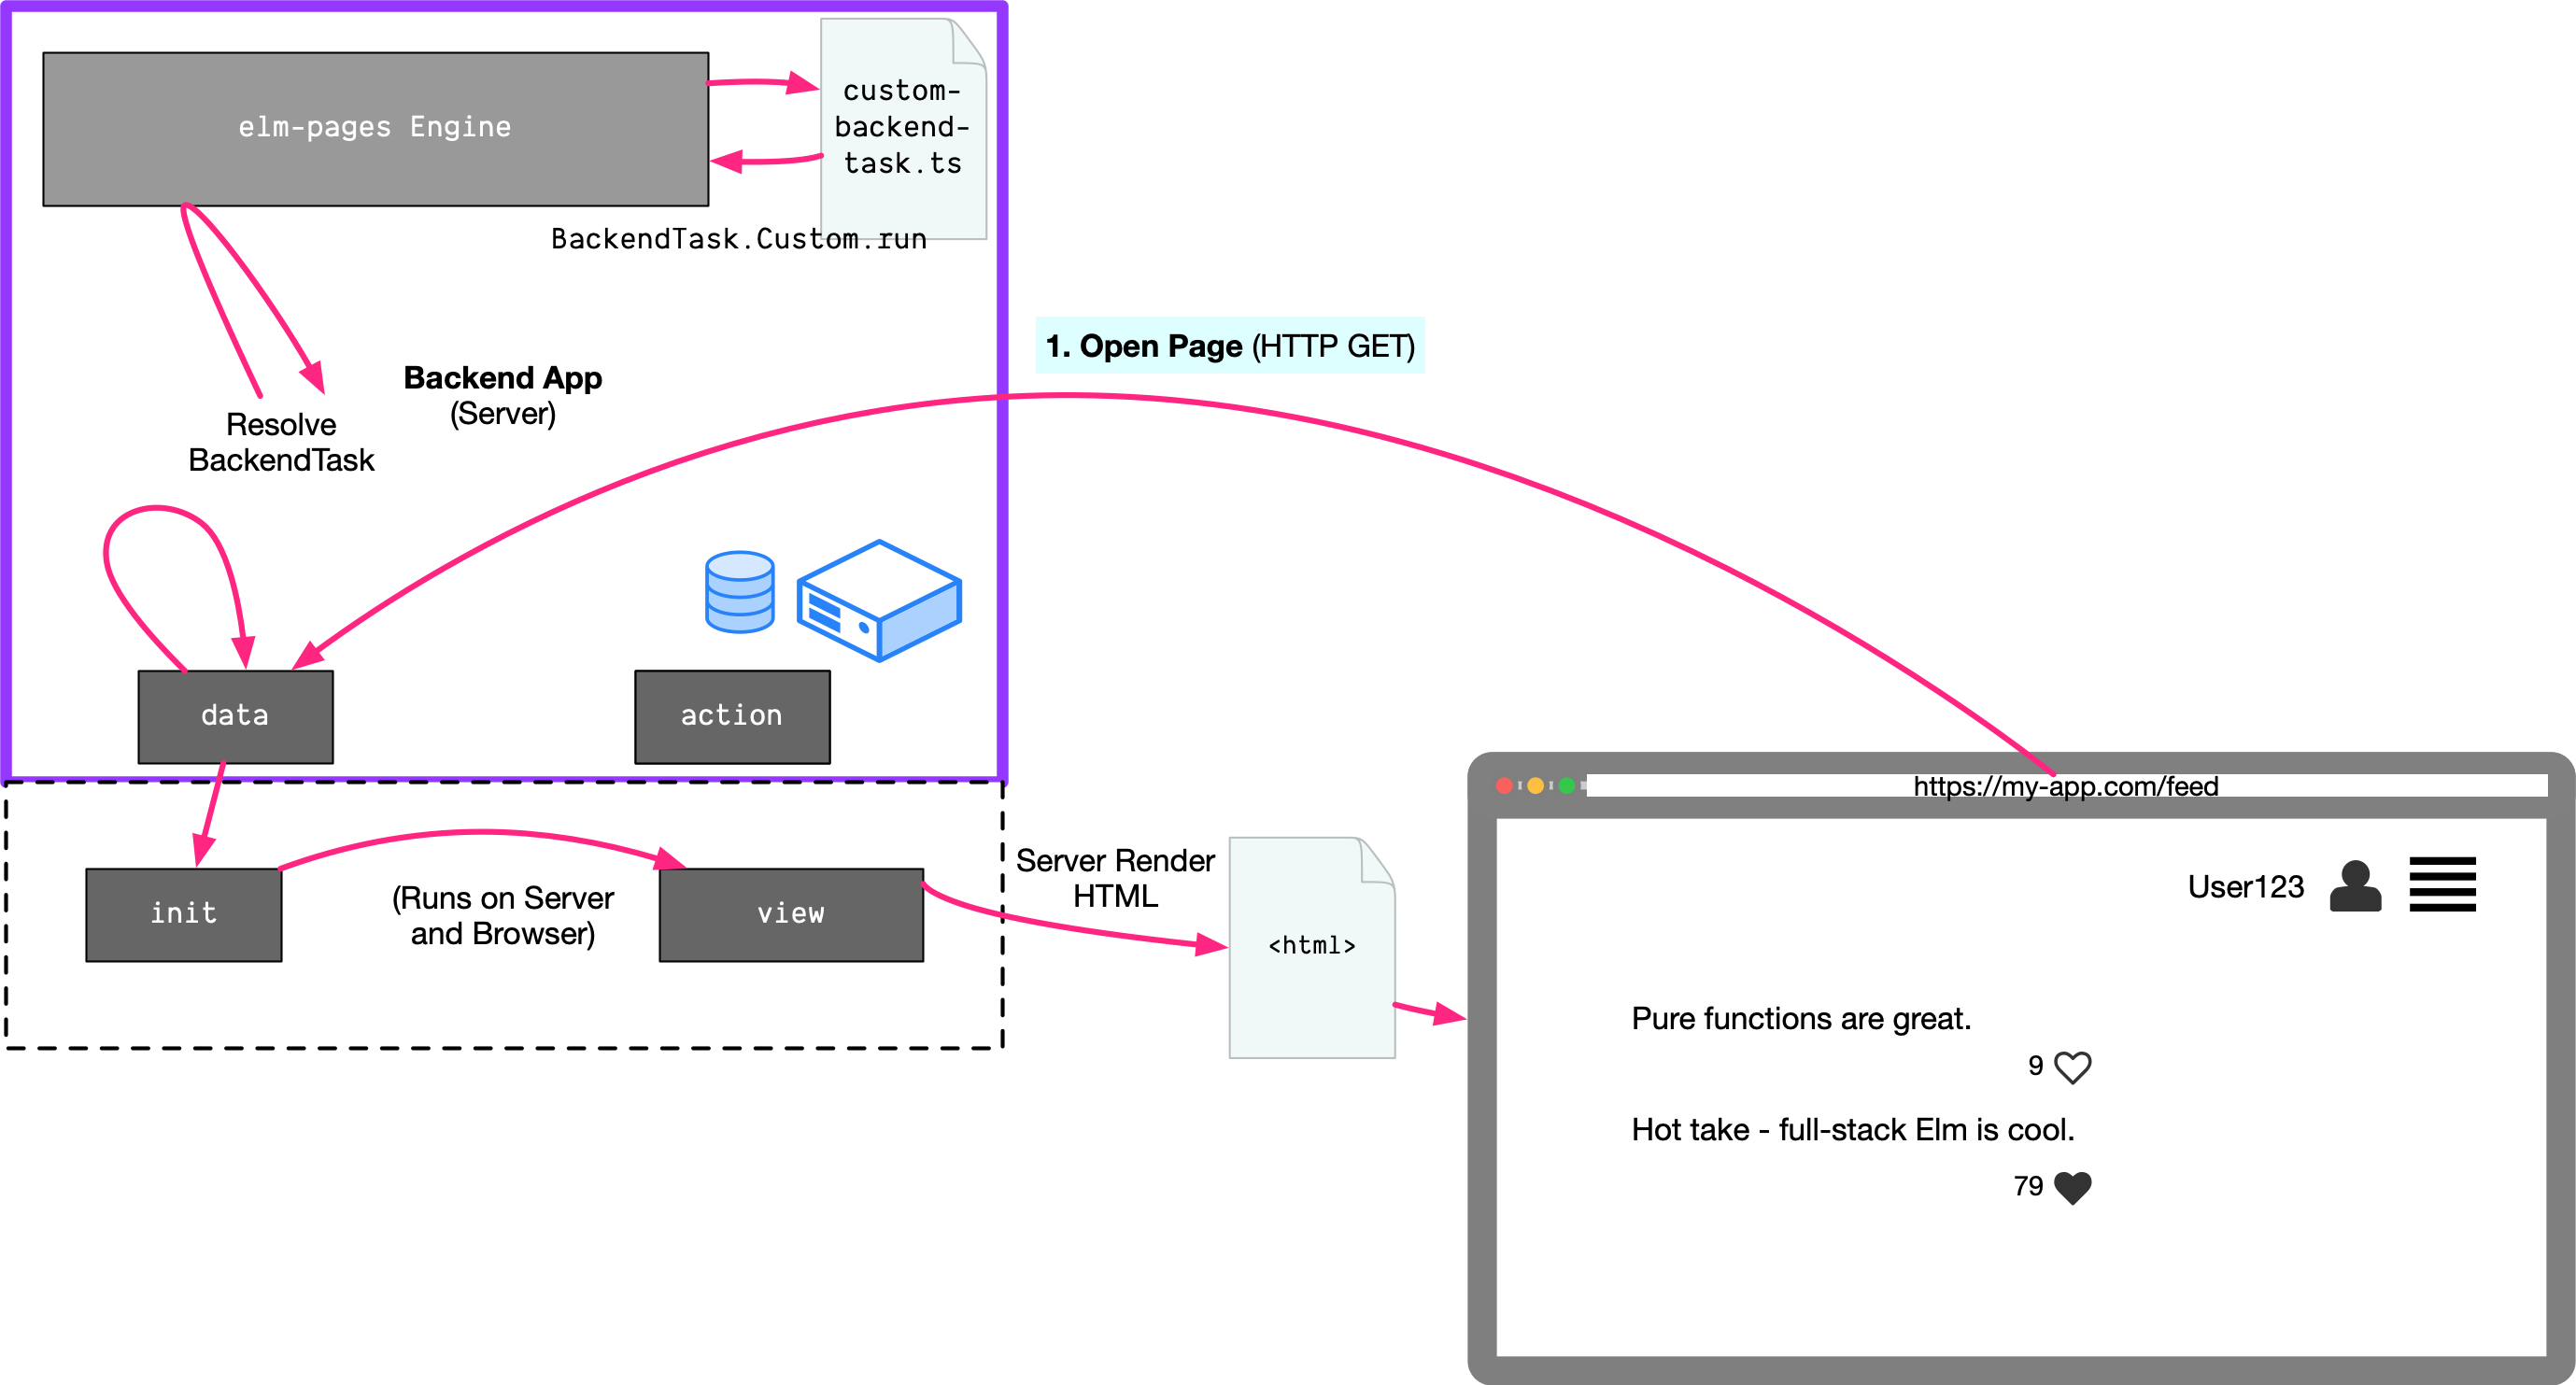 elm-pages Engine
custom-
backend-
task.ts
BackendTask.Custom.run
1. Open Page (HTTP GET)
Backend App
(Server)
Resolve
BackendTask
data
action
https://my-app.com/feed
init
(Runs on Server
and Browser)
view
Server Render
HTML
<html>
User123
Pure functions are great.
9
Hot take - full-stack Elm is cool.
79